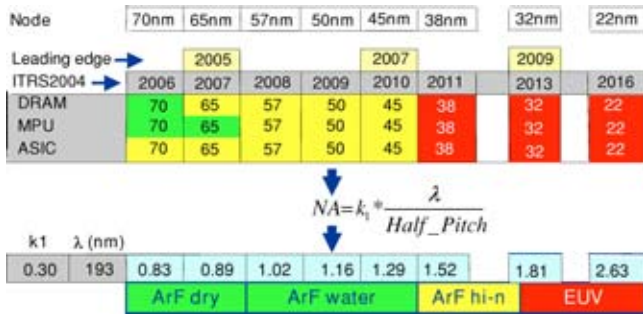 Node 70nm 65nm 57nm 50nm 45nm 38nm 32nm 22nm
Leading edge 2005 2007 2009
ITRS2004 2006 2007 2008 2009 2010 2011 2013 2016
DRAM 70 65 57 50 45 38 32 22
MPU 70 65 57 50 45 38 32 22
ASIC 70 65 57 50 45 38 32 22
NA=k₁*λ/Half_Pitch
k1 λ (nm)
0.30 193 0.83 0.89 1.02 1.16 1.29 1.52 1.81 2.63
ArF dry ArF water ArF hi-n EUV